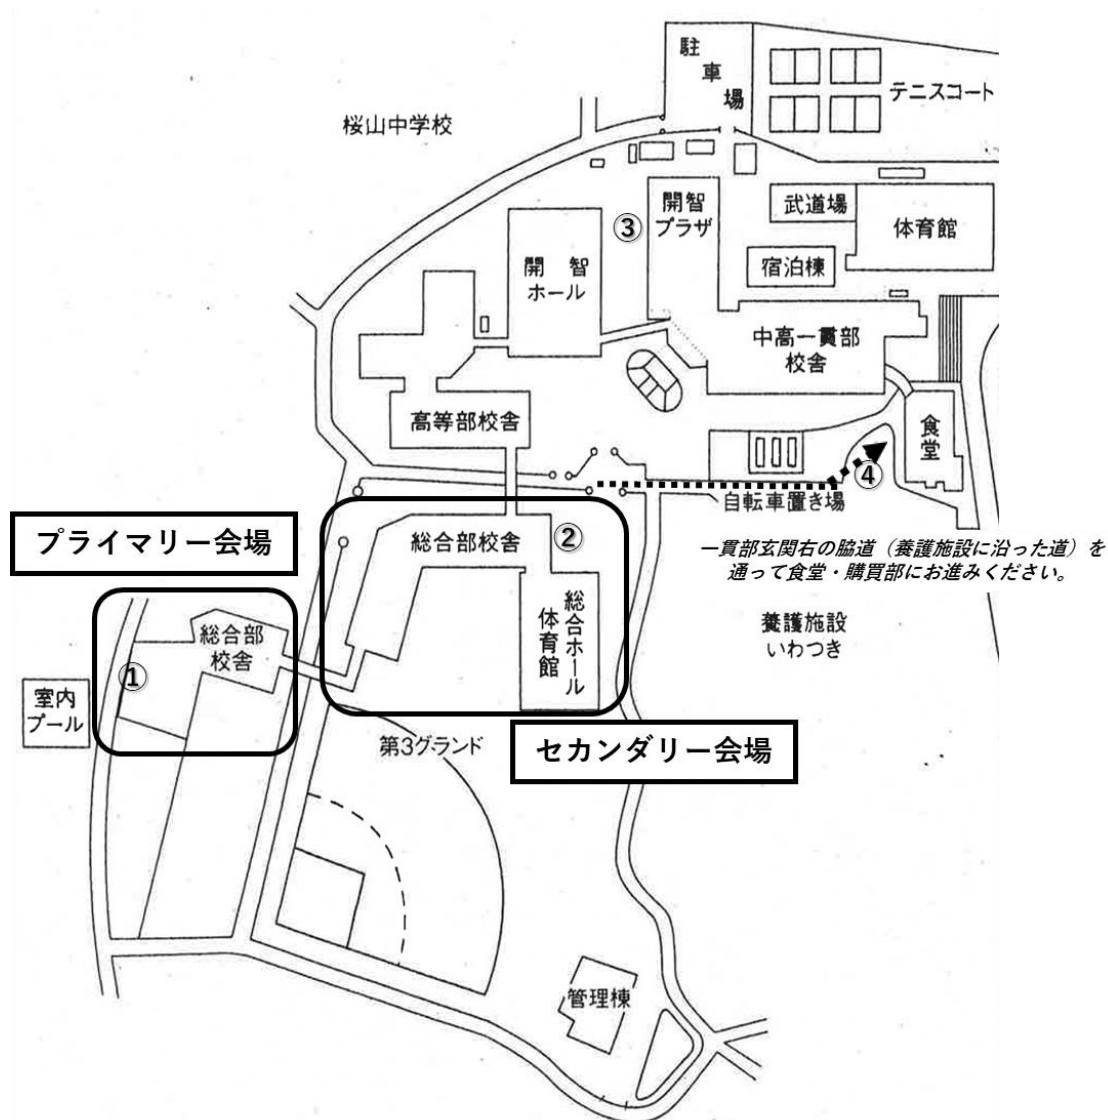 駐車場
テニスコート
桜山中学校
開智
プラザ
③
武道場
体育館
開 智
ホール
宿泊棟
中高一貫部
校舎
高等部校舎
食堂
④
自転車置き場
プライマリー会場
総合部校舎
②
一貫部玄関右の脇道（養護施設に沿った道）を
通って食堂・購買部にお進みください。
総合ホール
体育館
養護施設
いわつき
総合部
校舎
①
室内
プール
第3グランド
セカンダリー会場
管理棟